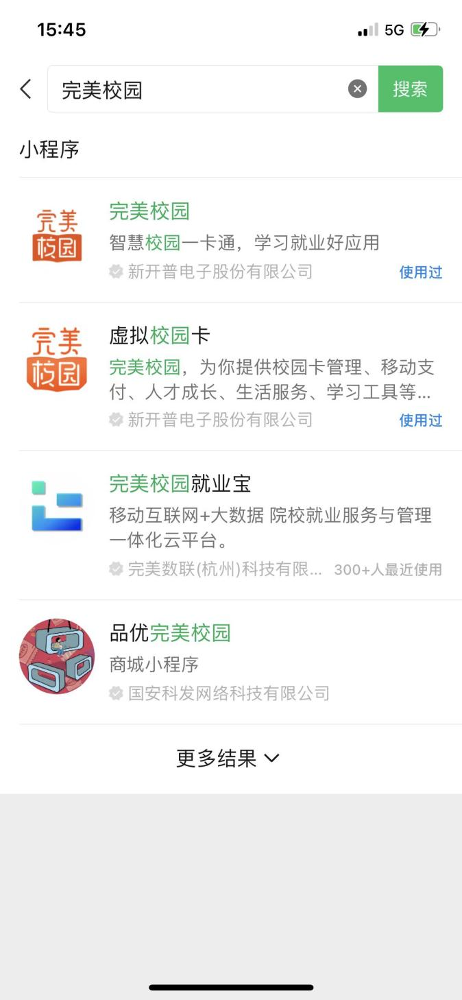 15:45
5G
完美校园
搜索
小程序
完美校园
完美
校园
智慧校园一卡通，学习就业好应用
新开普电子股份有限公司
使用过
虚拟校园卡
完美
校园
完美校园，为你提供校园卡管理、移动支
付、人才成长、生活服务、学习工具等...
新开普电子股份有限公司
使用过
完美校园就业宝
移动互联网+大数据 院校就业服务与管理
一体化云平台。
完美数联(杭州)科技有限...
300+人最近使用
品优完美校园
商城小程序
国安科发网络科技有限公司
更多结果